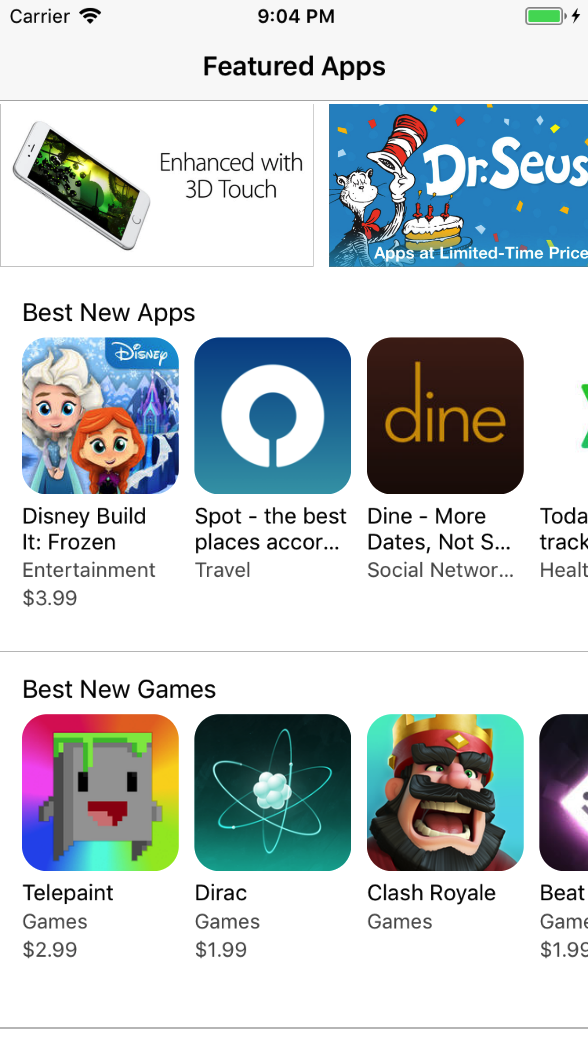 Carrier
9:04 PM
Featured Apps
Enhanced with
3D Touch
Dr. Seus
Apps at Limited-Time Price
Best New Apps
Disney
dine
Disney Build
It: Frozen
Entertainment
$3.99
Spot - the best
places accor...
Travel
Dine - More
Dates, Not S...
Social Networ...
Toda
track
Healt
Best New Games
Telepaint
Games
$2.99
Dirac
Games
$1.99
Clash Royale
Games
Beat
Game
$1.99